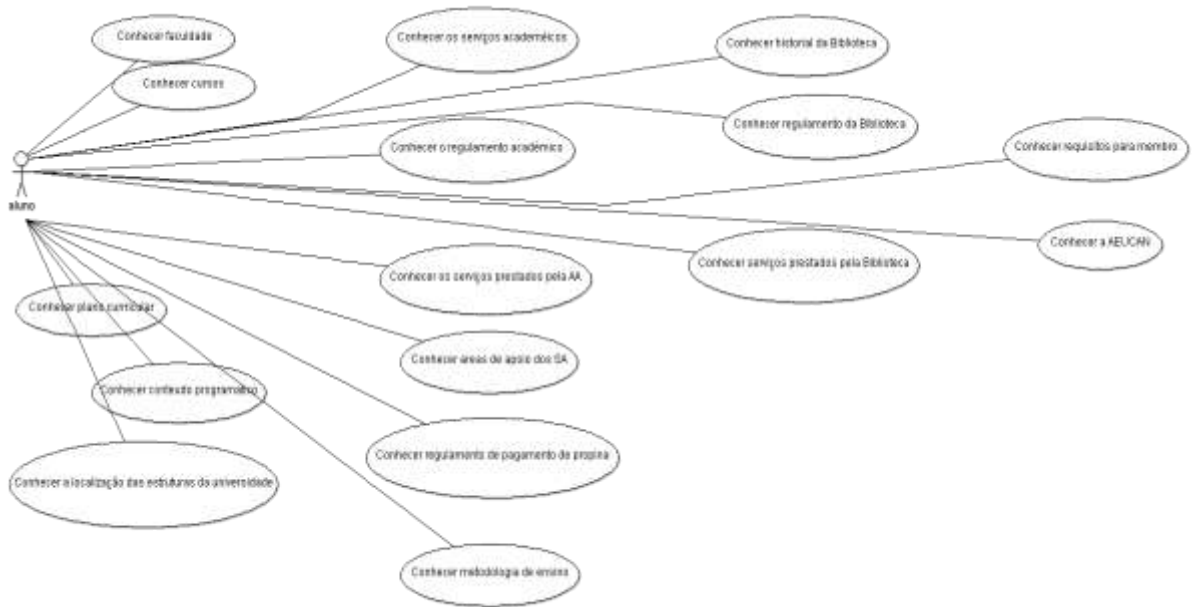 Conhecer faculdade
Conhecer os serviços académeicos
Conhecer historial da Biblioteca
Conhecer cursos
Conhecer regulamento da Biblioteca
Conhecer o regulamento académico
Conhecer requisitos para membro
aluno
Conhecer a AEUCAN
Conhecer serviços prestados pela Biblioteca
Conhecer os serviços prestados pela AA
Conhecer plano curricular
Conhecer areas de apoio dos SA
Conhecer conteudo programatico
Conhecer regulamento de pagamento de propina
Conhecer a localização das estruturas da universidade
Conhecer metodologia de ensino